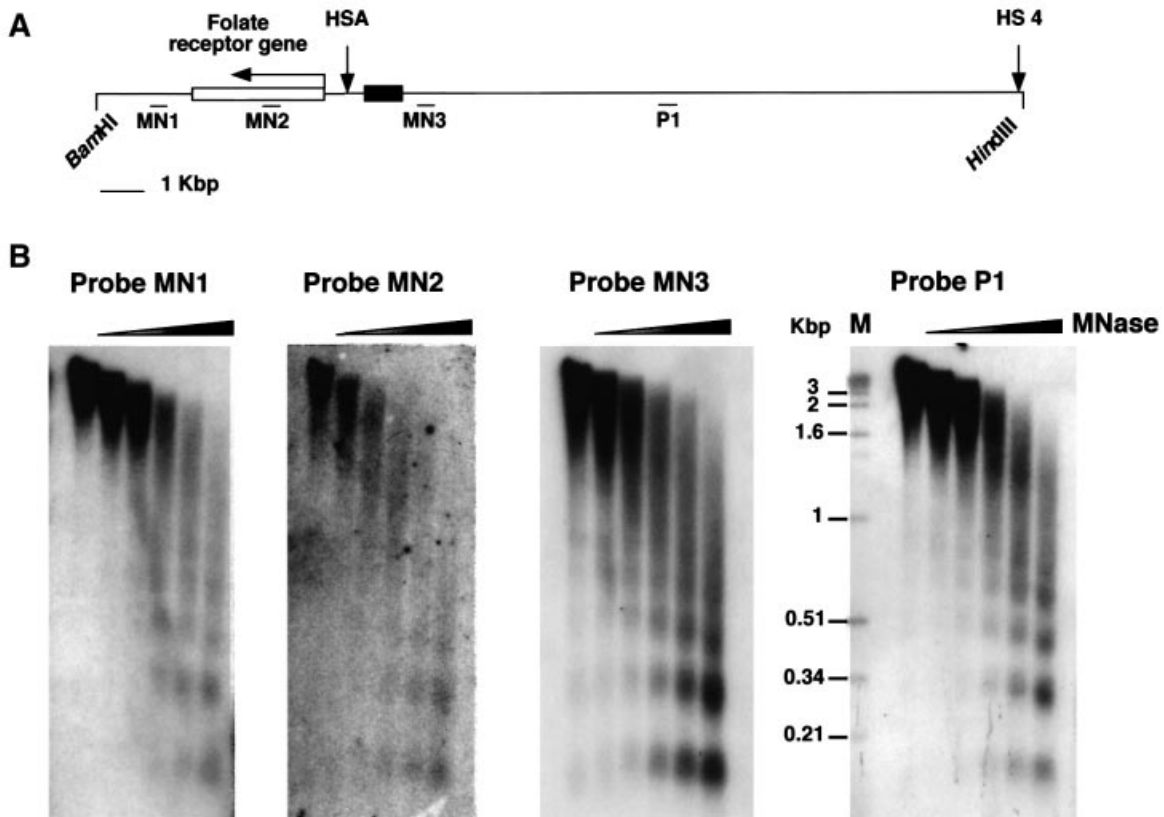 A
Folate
receptor gene
HSA
HS 4
MN1
MN2
MN3
P1
BamHI
HindIII
1 Kbp
B
Probe MN1
Probe MN2
Probe MN3
Probe P1
Kbp M
MNase
3
2
1.6
1
0.51
0.34
0.21